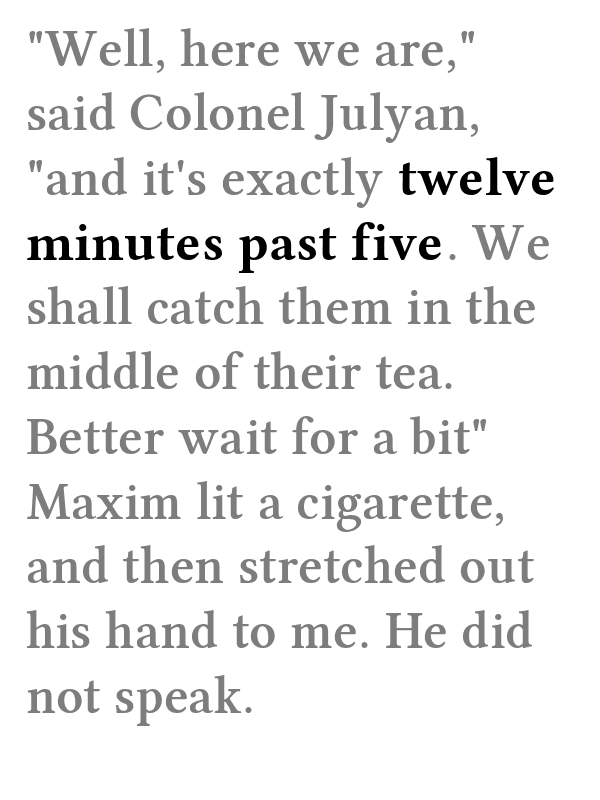 "Well, here we are,"
said Colonel Julyan,
"and it's exactly twelve
minutes past five. We
shall catch them in the
middle of their tea.
Better wait for a bit"
Maxim lit a cigarette,
and then stretched out
his hand to me. He did
not speak.